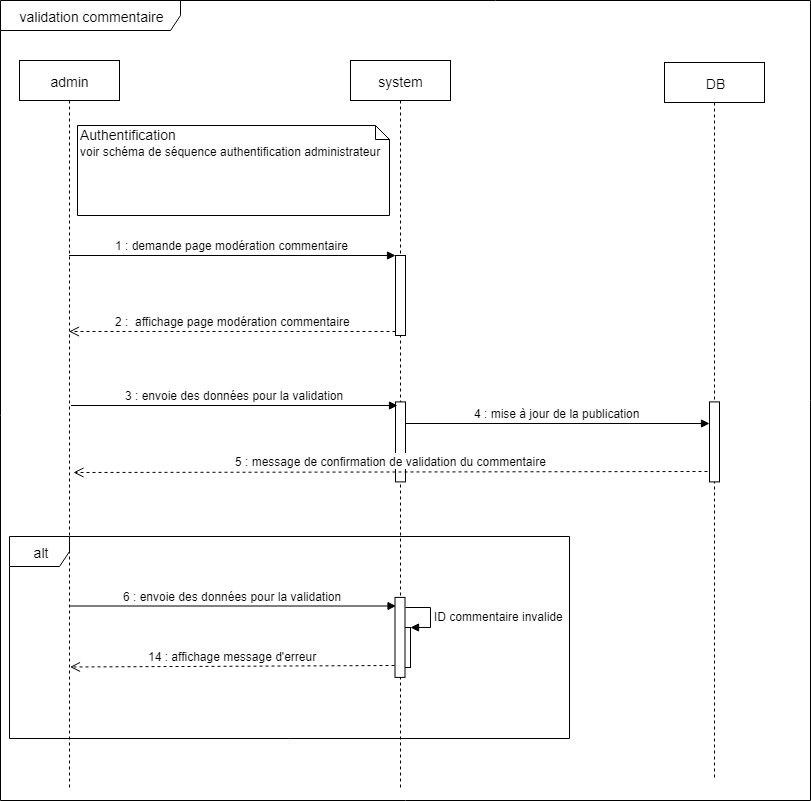 validation commentaire
admin
system
DB
Authentification
voir schéma de séquence authentification administrateur
1 : demande page modération commentaire
2 : affichage page modération commentaire
3 : envoie des données pour la validation
4 : mise à jour de la publication
5 : message de confirmation de validation du commentaire
alt
6 : envoie des données pour la validation
ID commentaire invalide
14 : affichage message d'erreur